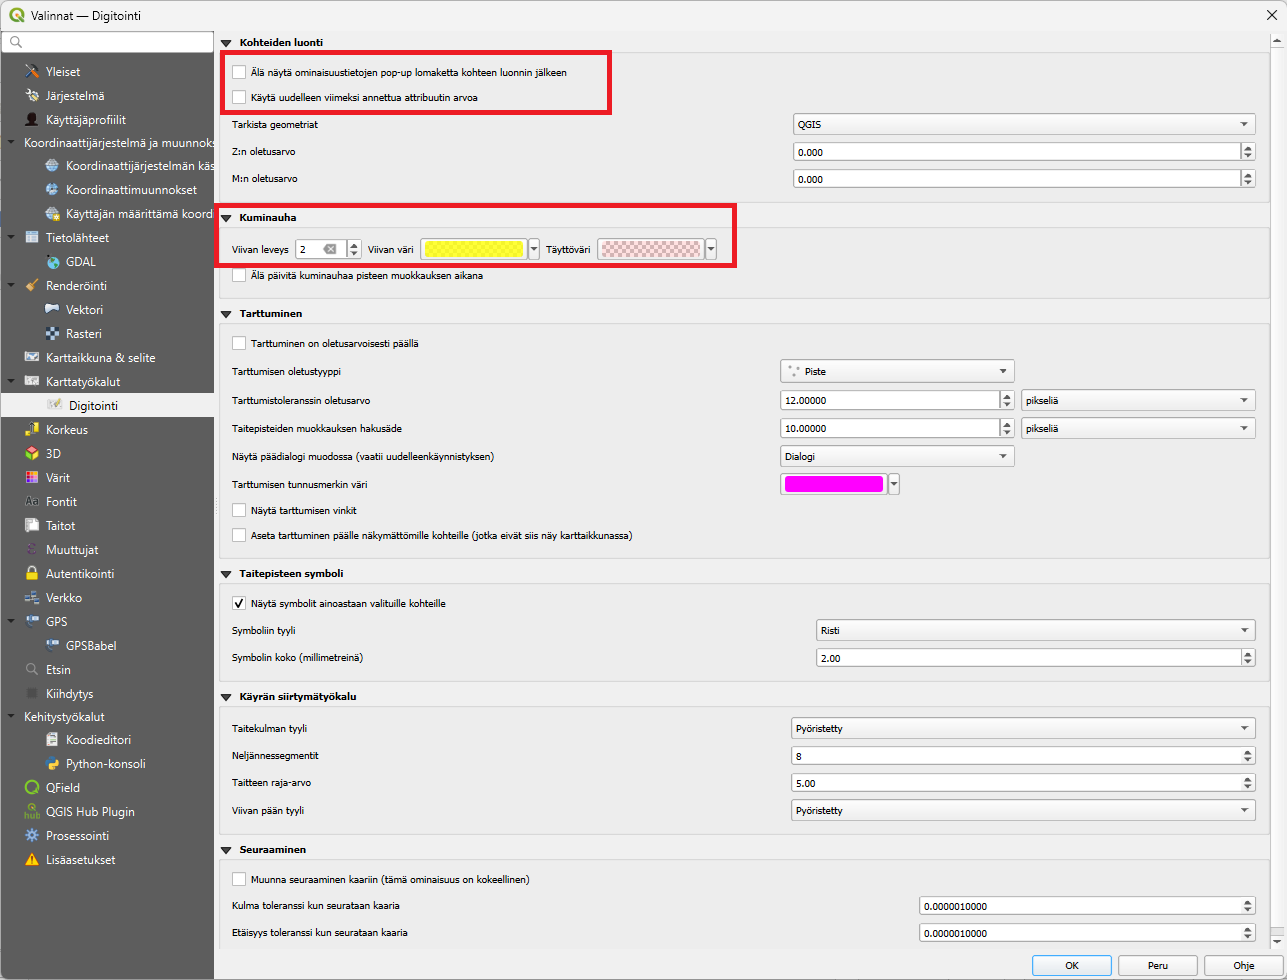 Valinnat — Digitointi
Yleiset
Järjestelmä
Käyttäjäprofiilit
Koordinaattijärjestelmä ja muunnoks
Koordinaattijärjestelmän käs
Koordinaattimuunnokset
Käyttäjän määrittämä koord
Tietolähteet
GDAL
Renderöinti
Vektori
Rasteri
Karttaikkuna & selite
Karttatyökalut
Digitointi
Korkeus
3D
Värit
Fontit
Taitot
Muuttujat
Autentikointi
Verkko
GPS
GPSBabel
Etsin
Kiihdytys
Kehitystyökalut
Koodieditori
Python-konsoli
QField
QGIS Hub Plugin
Prosessointi
Lisäasetukset
Kohteiden luonti
Älä näytä ominaisuustietojen pop-up lomaketta kohteen luonnin jälkeen
Käytä uudelleen viimeksi annettua attribuutin arvoa
Tarkista geometriat QGIS
Z:n oletusarvo 0.000
M:n oletusarvo 0.000
Kuminauha
Viivan leveys 2 Viivan väri Täyttöväri
Älä päivitä kuminauhaa pisteen muokkauksen aikana
Tarttuminen
Tarttuminen on oletusarvoisesti päällä
Tarttumisen oletustyyppi Piste
Tarttumistoleranssin oletusarvo 12.00000 pikseliä
Taitepisteiden muokkauksen hakusäde 10.00000 pikseliä
Näytä päädialogi muodossa (vaatii uudelleenkäynnistyksen) Dialogi
Tarttumisen tunnusmerkin väri
Näytä tarttumisen vinkit
Aseta tarttuminen päälle näkymättömille kohteille (jotka eivät siis näy karttaikkunassa)
Taitepisteen symboli
Näytä symbolit ainoastaan valituille kohteille
Symboliin tyyli Risti
Symbolin koko (millimetreinä) 2.00
Käyrän siirtymätyökalu
Taitekulman tyyli Pyöristetty
Neljännessegmentit 8
Taitteen raja-arvo 5.00
Viivan pään tyyli Pyöristetty
Seuraaminen
Muunna seuraaminen kaariin (tämä ominaisuus on kokeellinen)
Kulma toleranssi kun seurataan kaaria 0.0000010000
Etäisyys toleranssi kun seurataan kaaria 0.0000010000
OK Peru Ohje